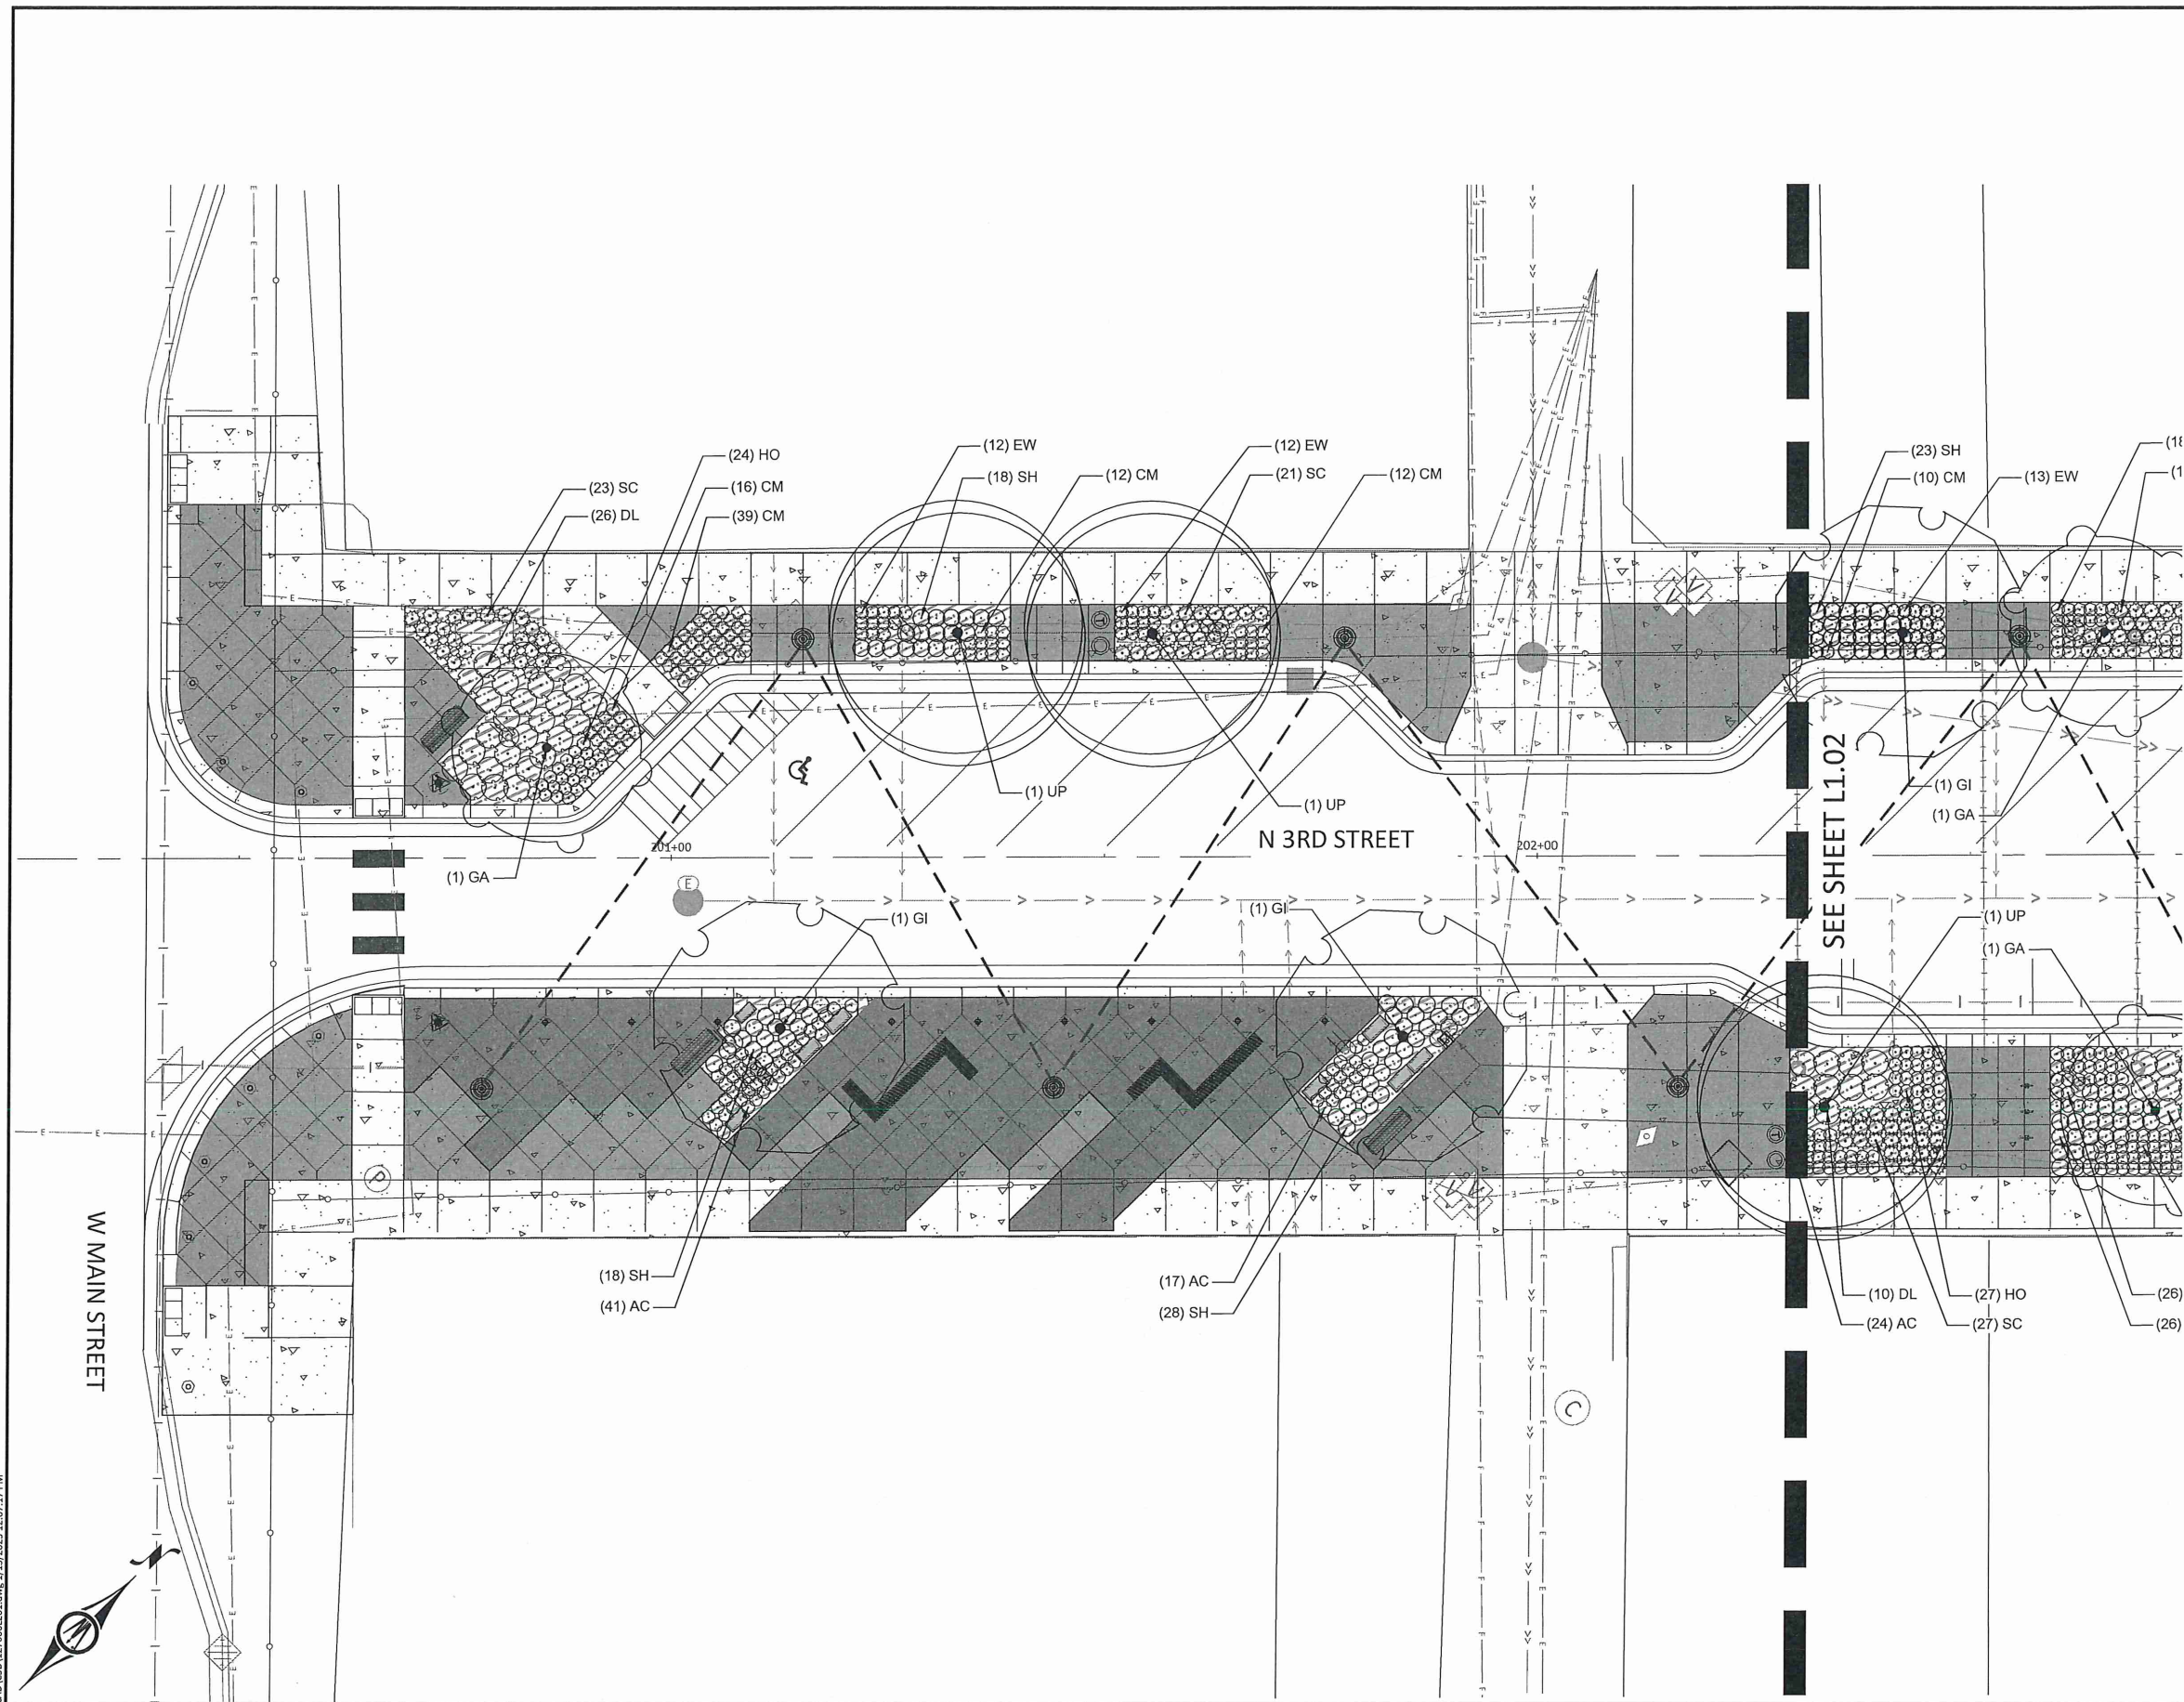 (24) HO
(16) CM
(39) CM
(23) SC
(26) DL
(12) EW
(18) SH
(12) CM
(12) EW
(21) SC
(12) CM
(23) SH
(10) CM
(13) EW
(1) UP
(1) UP
(1) GI
(1) GA
N 3RD STREET
201+00
202+00
(1) GA
E
(1) GI
(1) GI
SEE SHEET L1.02
(1) UP
(1) GA
P
(18) SH
(41) AC
(17) AC
(28) SH
(10) DL
(24) AC
(27) HO
(27) SC
(26)
(26)
C
W MAIN STREET
N